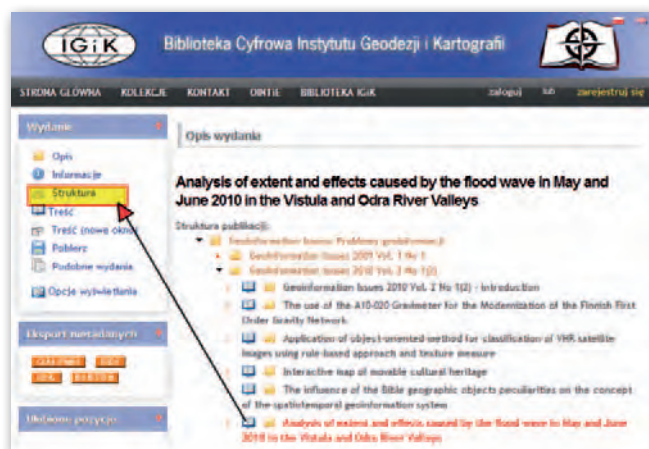 IGiK
Biblioteka Cyfrowa Instytutu Geodezji i Kartografii
STRONA GŁÓWNA KOLEKCJE KONTAKT OINTIE BIBLIOTEKA IGiK zaloguj lub zarejestruj się
Wydanie
Opis
Informacje
Struktura
Treść
Treść (nowe okno)
Pobierz
Podobne wydania
Opcje wyświetlania
Eksport metadanych
Ulubione pozycje
Opis wydania
Analysis of extent and effects caused by the flood wave in May and
June 2010 in the Vistula and Odra River Valleys
Struktura publikacji:
Geoinformation Issues: Problemy geoinformacji
Geoinformation Issues 2009 Vol. 1 No 1
Geoinformation Issues 2010 Vol. 2 No 1(2)
Geoinformation Issues 2010 Vol. 2 No 1(2) - Introduction
The use of the A10-020 Gravimeter for the Modernization of the Finnish First
Order Gravity Network
Application of object-oriented method for classification of VHR satellite
images using rule-based approach and texture measure
Interactive map of movable cultural heritage
The influence of the Bible geographic objects peculiarities on the concept
of the spatiotemporal geoinformation system
Analysis of extent and effects caused by the flood wave in May and June
2010 in the Vistula and Odra River Valleys